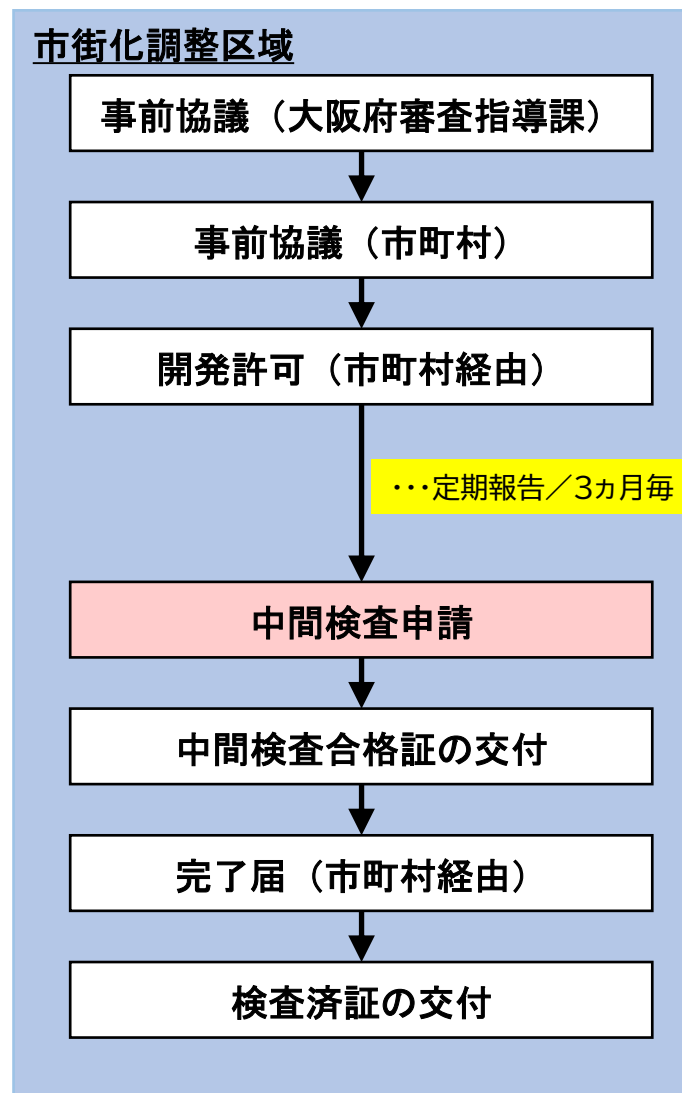 市街化調整区域
事前協議（大阪府審査指導課）
事前協議（市町村）
開発許可（市町村経由）
･･･定期報告／3ヵ月毎
中間検査申請
中間検査合格証の交付
完了届（市町村経由）
検査済証の交付